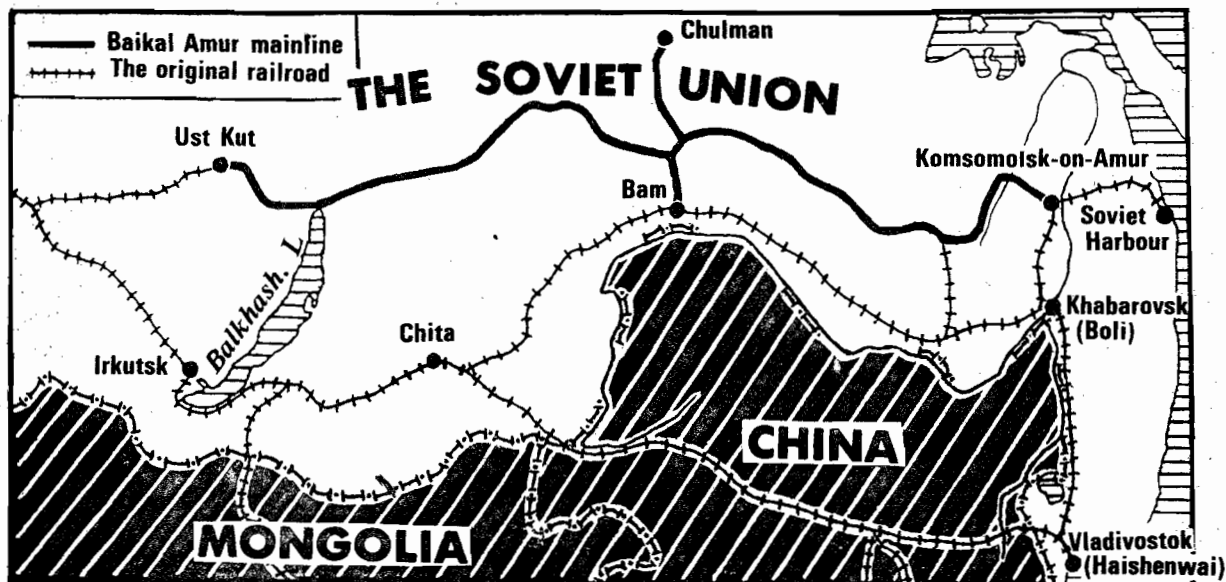 Baikal Amur mainline
The original railroad
THE SOVIET UNION
Chulman
Ust Kut
Komsomolsk-on-Amur
Bam
Soviet
Harbour
Balkhash. L
Khabarovsk
(Boli)
Chita
Irkutsk
CHINA
MONGOLIA
Vladivostok
(Haishenwai)